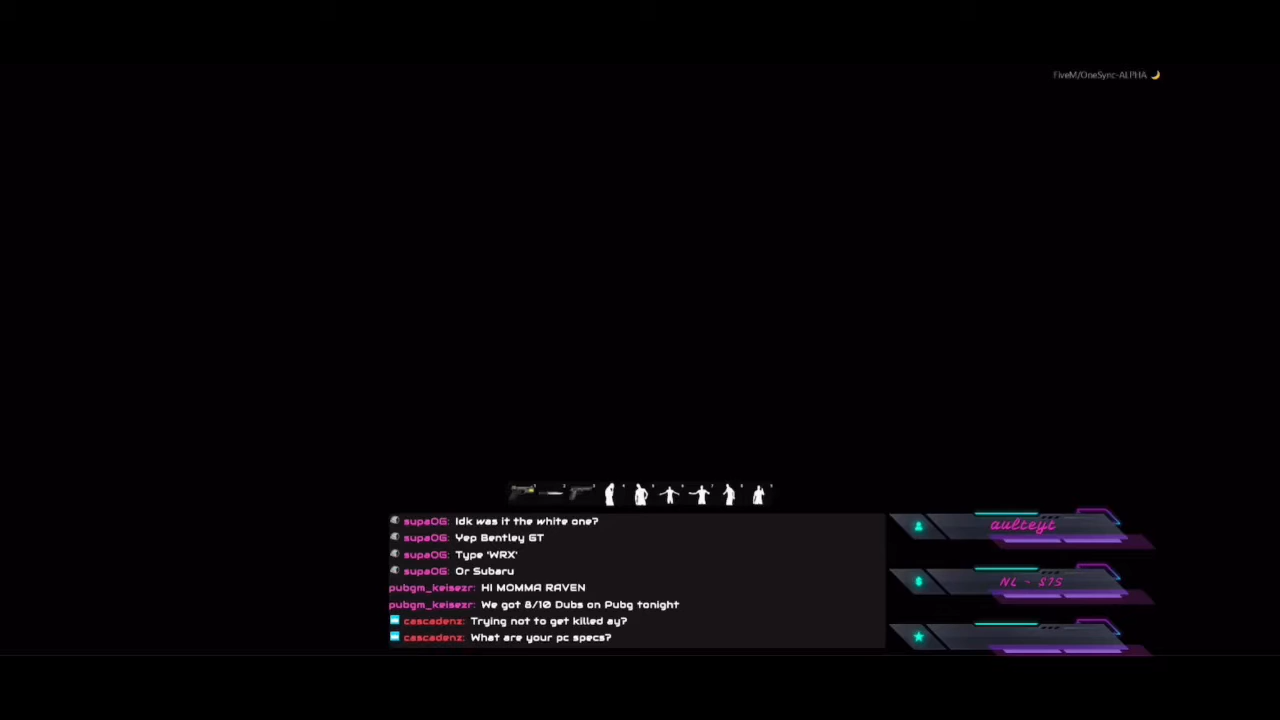 FiveM/OneSync-ALPHA 🌙
supaOG: Idk was it the white one?
supaOG: Yep Bentley GT
supaOG: Type 'WRX'
supaOG: Or Subaru
pubgm_keisezr: HI MOMMA RAVEN
pubgm_keisezr: We got 8/10 Dubs on Pubg tonight
cascadenz: Trying not to get killed ay?
cascadenz: What are your pc specs?
aulteyt
NL - $75